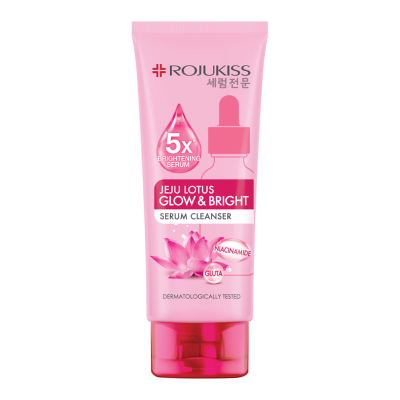 ROJUKISS
세럼전문
5x
BRIGHTENING
SERUM
JEJU LOTUS
GLOW & BRIGHT
SERUM CLEANSER
NIACINAMIDE
GLUTA
DERMATOLOGICALLY TESTED